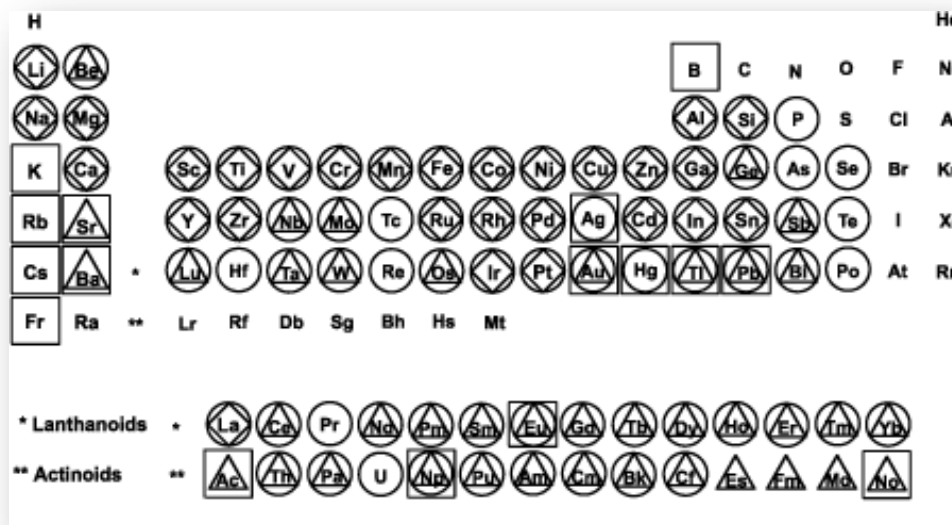 H He
Li Be B C N O F N
Na Mg Al Si P S Cl A
K Ca Sc Ti V Cr Mn Fe Co Ni Cu Zn Ga Ge As Se Br K
Rb Sr Y Zr Nb Mo Tc Ru Rh Pd Ag Cd In Sn Sb Te I X
Cs Ba * Lu Hf Ta W Re Os Ir Pt Au Hg Tl Pb Bi Po At R
Fr Ra ** Lr Rf Db Sg Bh Hs Mt
* Lanthanoids * La Ce Pr Nd Pm Sm Eu Gd Tb Dy Ho Er Tm Yb
** Actinoids ** Ac Th Pa U Np Pu Am Cm Bk Cf Es Fm Md No